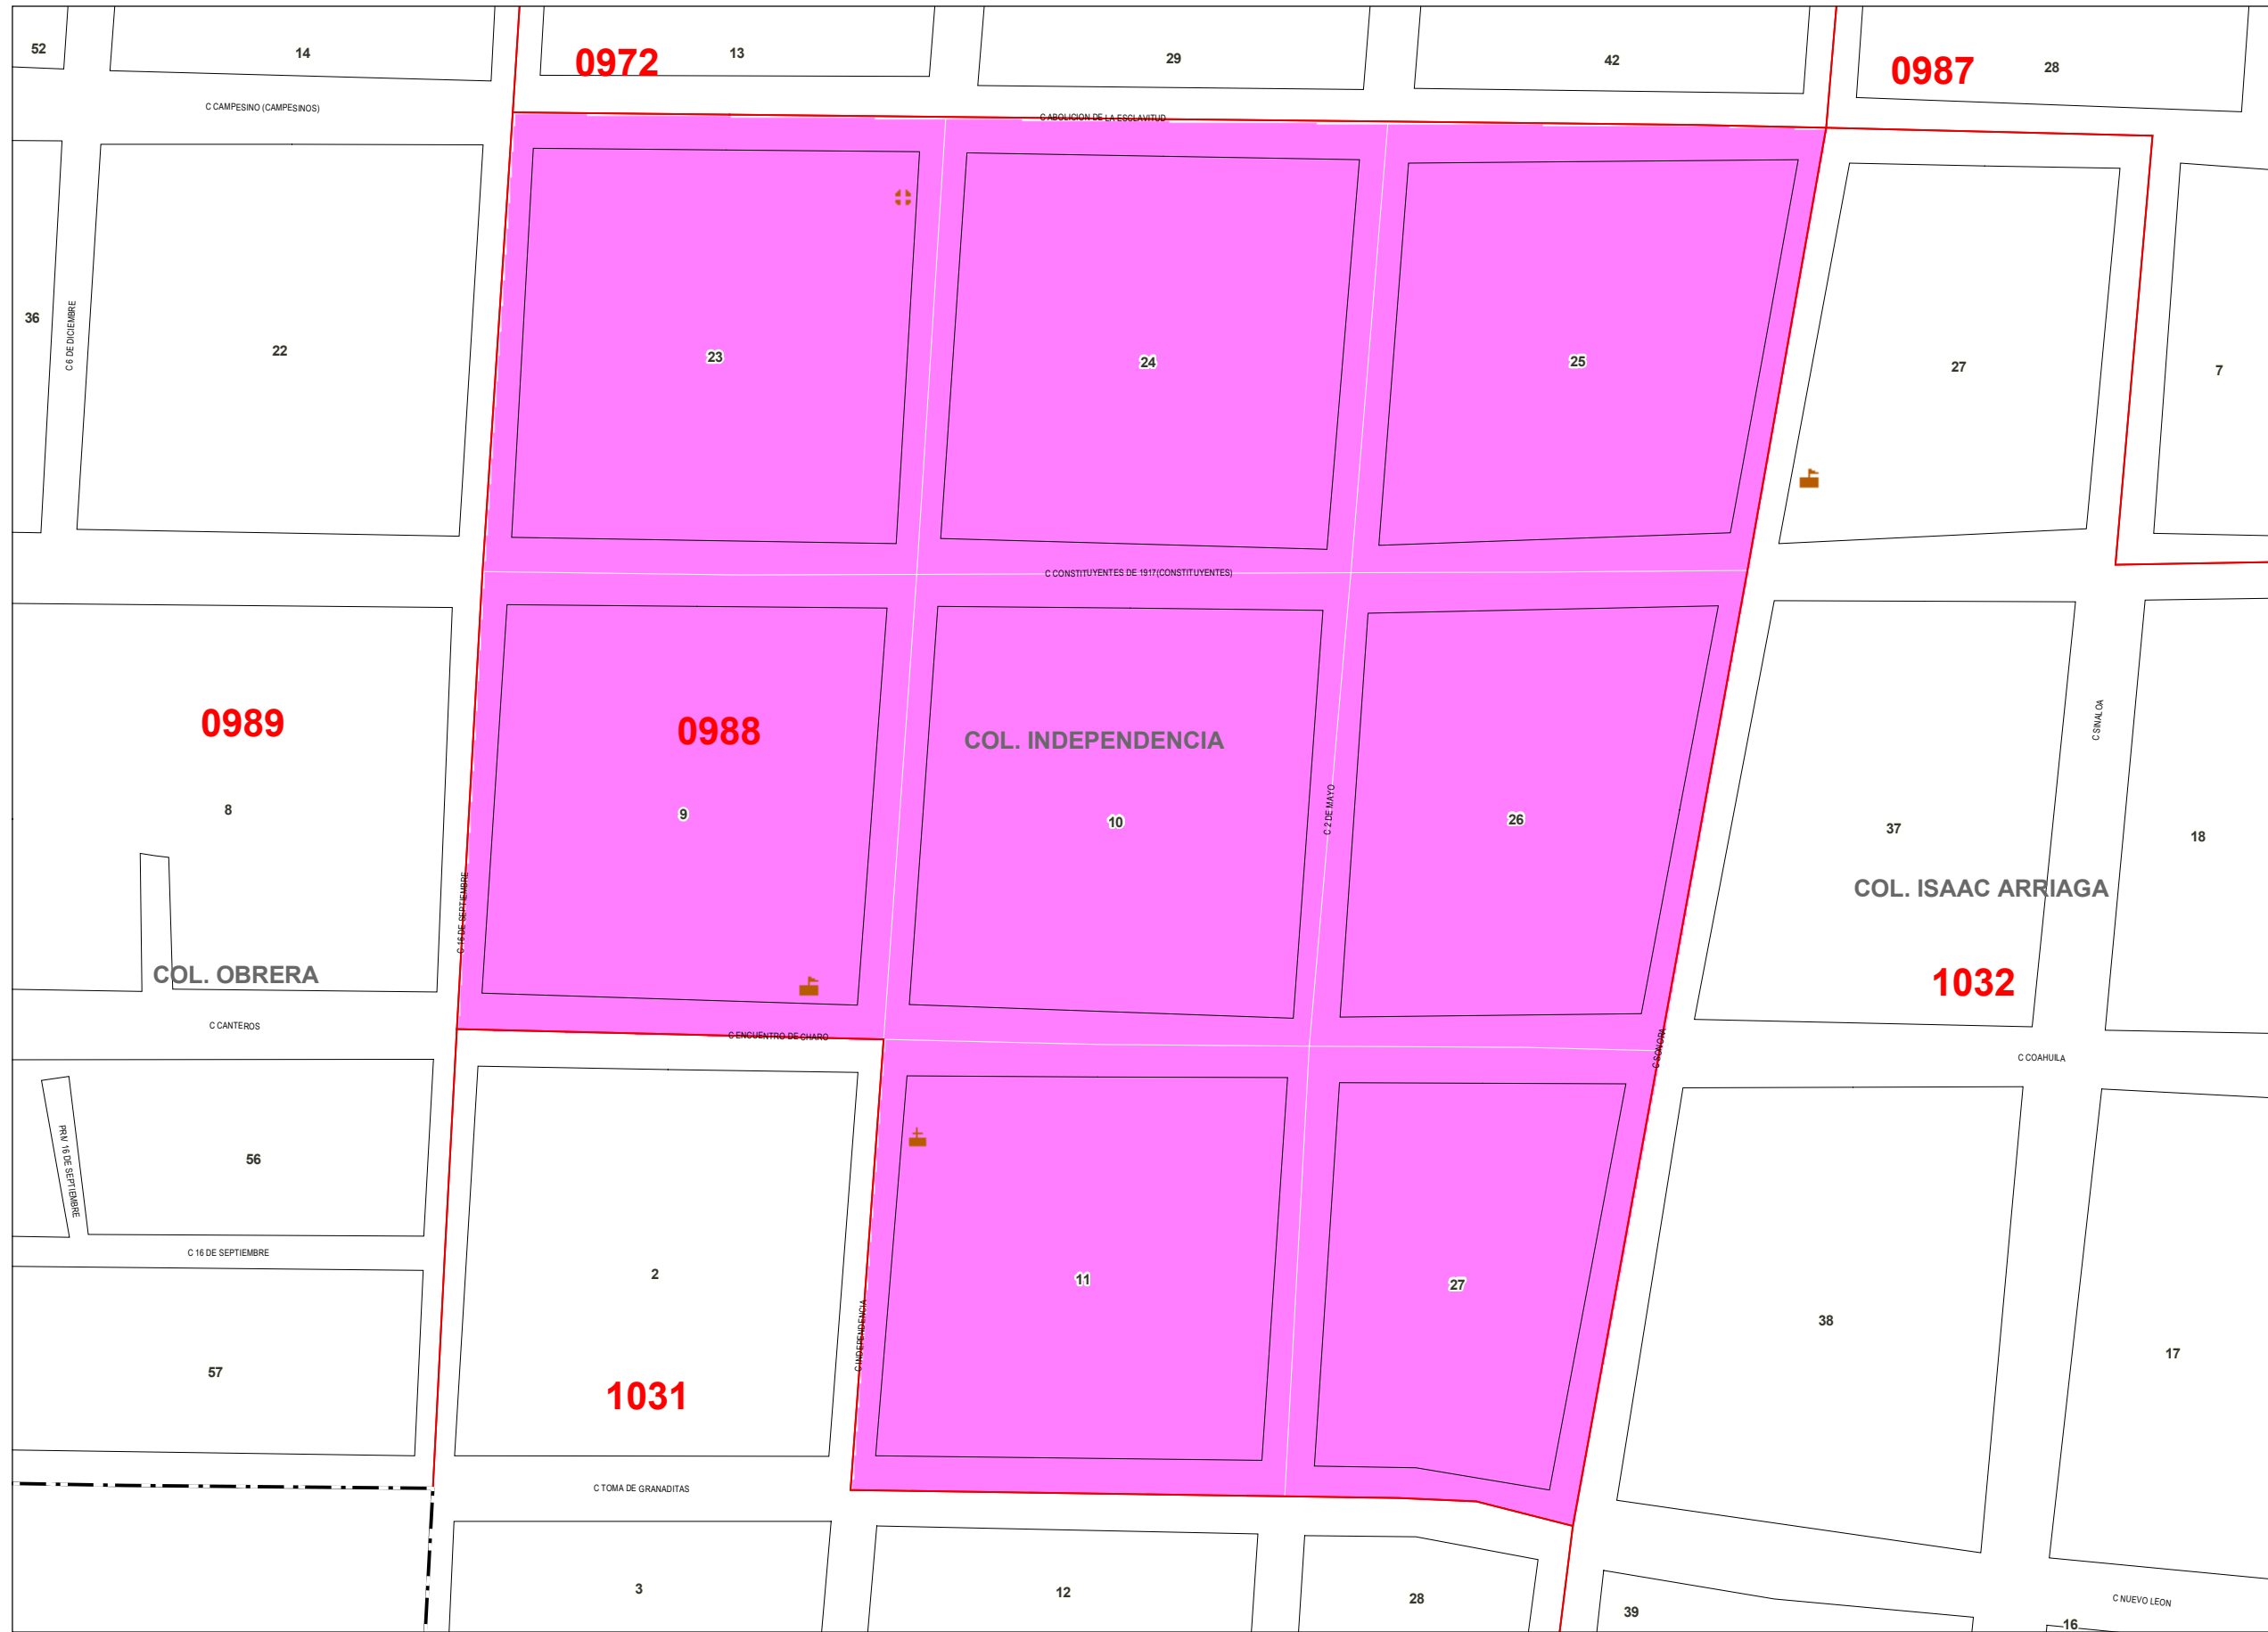 52
14
0972
13
29
42
0987
28
C CAMPESINO (CAMPESINOS)
C ABOLICION DE LA ESCLAVITUD
36
C 6 DE DICIEMBRE
22
23
24
25
27
7
C CONSTITUYENTES DE 1917(CONSTITUYENTES)
0989
0988
COL. INDEPENDENCIA
C SINALOA
8
9
10
C 2 DE MAYO
26
37
18
COL. ISAAC ARRIAGA
C 16 DE SEPTIEMBRE
COL. OBRERA
1032
C CANTEROS
C ENCUENTRO DE CHARO
C SONORA
C COAHUILA
PRIV 16 DE SEPTIEMBRE
56
C 16 DE SEPTIEMBRE
2
11
27
C INDEPENDENCIA
38
17
57
1031
C TOMA DE GRANADITAS
3
12
28
39
C NUEVO LEON
16